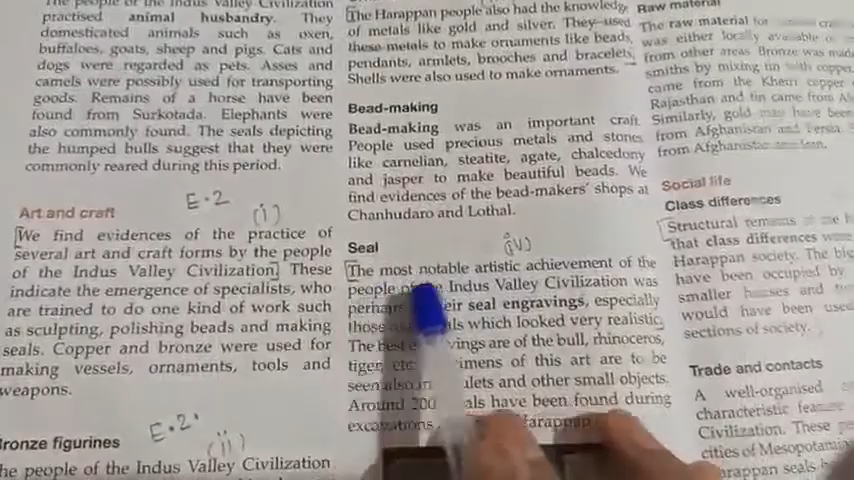 The people of the Indus Valley Civilization
practised animal husbandry. They
domesticated animals such as oxen,
buffaloes, goats, sheep and pigs. Cats and
dogs were regarded as pets. Asses and
camels were possibly used for transporting
goods. Remains of a horse have been
found from Surkotada. Elephants were
also commonly found. The seals depicting
the humped bulls suggest that they were
commonly reared during this period.
E.2
(i)
Art and craft
We find evidences of the practice of
several art and craft forms by the people
of the Indus Valley Civilization. These
indicate the emergence of specialists, who
are trained to do one kind of work such
as sculpting, polishing beads and making
seals. Copper and bronze were used for
making vessels, ornaments, tools and
weapons.
E.2.
(ii)
Bronze figurines
The people of the Indus Valley Civilization
The Harappan people also had the knowledge
of metals like gold and silver. They used
these metals to make ornaments like beads,
pendants, armlets, brooches and bracelets.
Shells were also used to make ornaments.
Bead-making
Bead-making was an important craft.
People used precious metals and stones
like carnelian, steatite, agate, chalcedony
and jasper to make beautiful beads. We
find evidences of the bead-makers' shops at
Chanhudaro and Lothal.
Seal
(iv)
The most notable artistic achievement of the
people of the Indus Valley Civilization was
perhaps their seal engravings, especially
those which looked very realistic.
The best are of the bull, rhinoceros,
tiger, etc. of this art are to be
seen also in and other small objects.
Around 200 have been found during
excavations Harappan
Raw material
The raw material for
was either locally available or
from other areas. Bronze was made
smiths by mixing tin with copper.
came from the Khetri copper
Rajasthan and tin came from
Similarly, gold may have been
from Afghanistan and Persia
from Afghanistan and Iran.
Social life
Class differences
Structural remains of the
that class differences were
Harappan society. The
have been occupied by
smaller houses and
would have been used
sections of society.
Trade and contacts
A well-organised
characteristic feature
Civilization. These
cities of Mesopotamia
Harappan seals